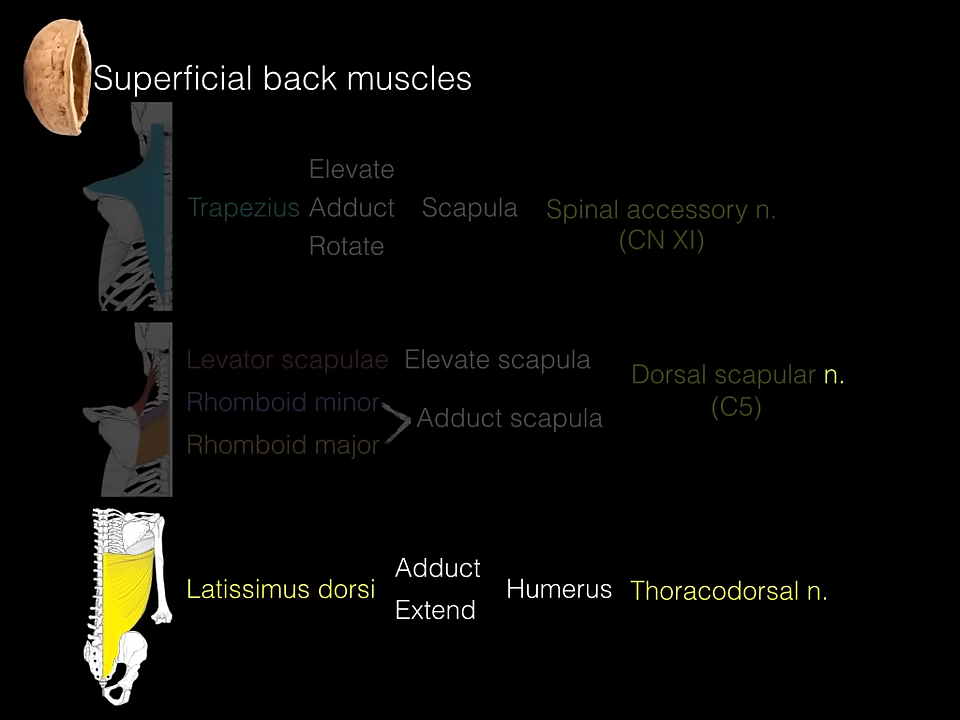 Superficial back muscles
Elevate
Trapezius Adduct Scapula Spinal accessory n.
(CN XI)
Rotate
Levator scapulae Elevate scapula
Dorsal scapular n.
(C5)
Rhomboid minor
Adduct scapula
Rhomboid major
Adduct
Latissimus dorsi Humerus Thoracodorsal n.
Extend